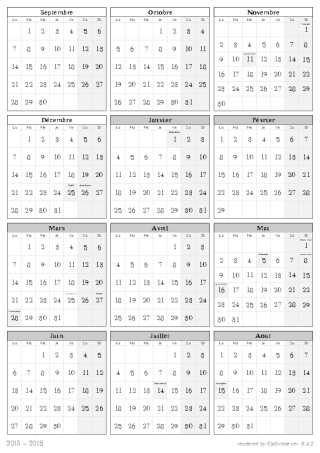 Septembre
Lu Ma Me Je Ve Sa Di
1 2 3 4 5 6
7 8 9 10 11 12 13
14 15 16 17 18 19 20
21 22 23 24 25 26 27
28 29 30
Octobre
Lu Ma Me Je Ve Sa Di
1 2 3 4
5 6 7 8 9 10 11
12 13 14 15 16 17 18
19 20 21 22 23 24 25
26 27 28 29 30 31
Novembre
Lu Ma Me Je Ve Sa Di
1
2 3 4 5 6 7 8
9 10 11 12 13 14 15
16 17 18 19 20 21 22
23 24 25 26 27 28 29
30
Décembre
Lu Ma Me Je Ve Sa Di
1 2 3 4 5 6
7 8 9 10 11 12 13
14 15 16 17 18 19 20
21 22 23 24 25 26 27
28 29 30 31
Janvier
Lu Ma Me Je Ve Sa Di
1 2 3
4 5 6 7 8 9 10
11 12 13 14 15 16 17
18 19 20 21 22 23 24
25 26 27 28 29 30 31
Février
Lu Ma Me Je Ve Sa Di
1 2 3 4 5 6 7
8 9 10 11 12 13 14
15 16 17 18 19 20 21
22 23 24 25 26 27 28
29
Mars
Lu Ma Me Je Ve Sa Di
1 2 3 4 5 6
7 8 9 10 11 12 13
14 15 16 17 18 19 20
21 22 23 24 25 26 27
28 29 30 31
Avril
Lu Ma Me Je Ve Sa Di
1 2 3
4 5 6 7 8 9 10
11 12 13 14 15 16 17
18 19 20 21 22 23 24
25 26 27 28 29 30
Mai
Lu Ma Me Je Ve Sa Di
1
2 3 4 5 6 7 8
9 10 11 12 13 14 15
16 17 18 19 20 21 22
23 24 25 26 27 28 29
30 31
Juin
Lu Ma Me Je Ve Sa Di
1 2 3 4 5
6 7 8 9 10 11 12
13 14 15 16 17 18 19
20 21 22 23 24 25 26
27 28 29 30
Juillet
Lu Ma Me Je Ve Sa Di
1 2 3
4 5 6 7 8 9 10
11 12 13 14 15 16 17
18 19 20 21 22 23 24
25 26 27 28 29 30 31
Aout
Lu Ma Me Je Ve Sa Di
1 2 3 4 5 6 7
8 9 10 11 12 13 14
15 16 17 18 19 20 21
22 23 24 25 26 27 28
29 30 31
2015 – 2016
rendered by Callirhoe ver. 0.4.2